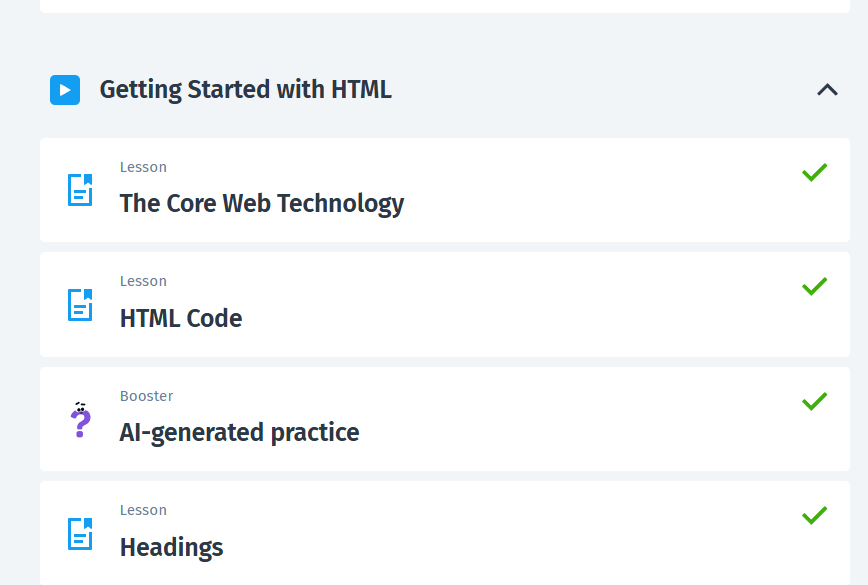 Getting Started with HTML
Lesson
The Core Web Technology
Lesson
HTML Code
Booster
AI-generated practice
Lesson
Headings